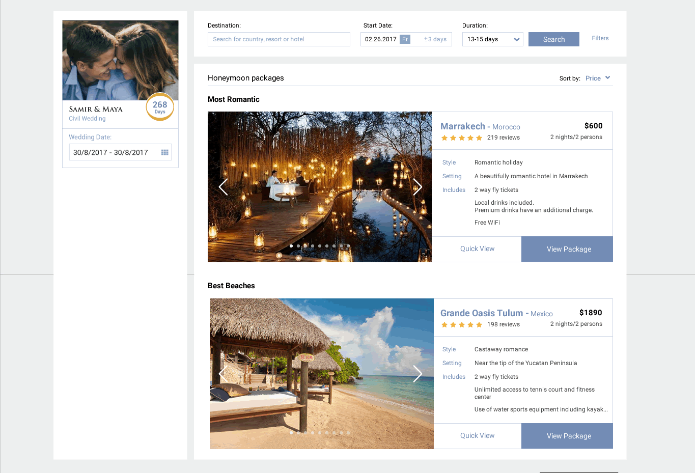 Destination:
Search for country resort or hotel
Start Date:
02.26.2017 Fr
* 3 days
Duration:
13-15 days
Search
Filters
SAMIR & MAYA
Civil Wedding
268
Days
Wedding Date:
30/8/2017 - 30/8/2017
Honeymoon packages
Sort by: Price
Most Romantic
Marrakech - Morocco
$600
219 reviews
2 nights/2 persons
Style Romantic holiday
Setting A beautifully romantic hotel in Marrakech
Includes 2 way fly tickets
Local drinks included.
Premium drinks have an additional charge.
Free WiFi
Quick View
View Package
Best Beaches
Grande Oasis Tulum - Mexico
$1890
198 reviews
2 nights/2 persons
Style Castaway romance
Setting Near the tip of the Yucatan Peninsula
Includes 2 way fly tickets
Unlimited access to tennis court and fitness
center
Use of water sports equipment including kayak...
Quick View
View Package